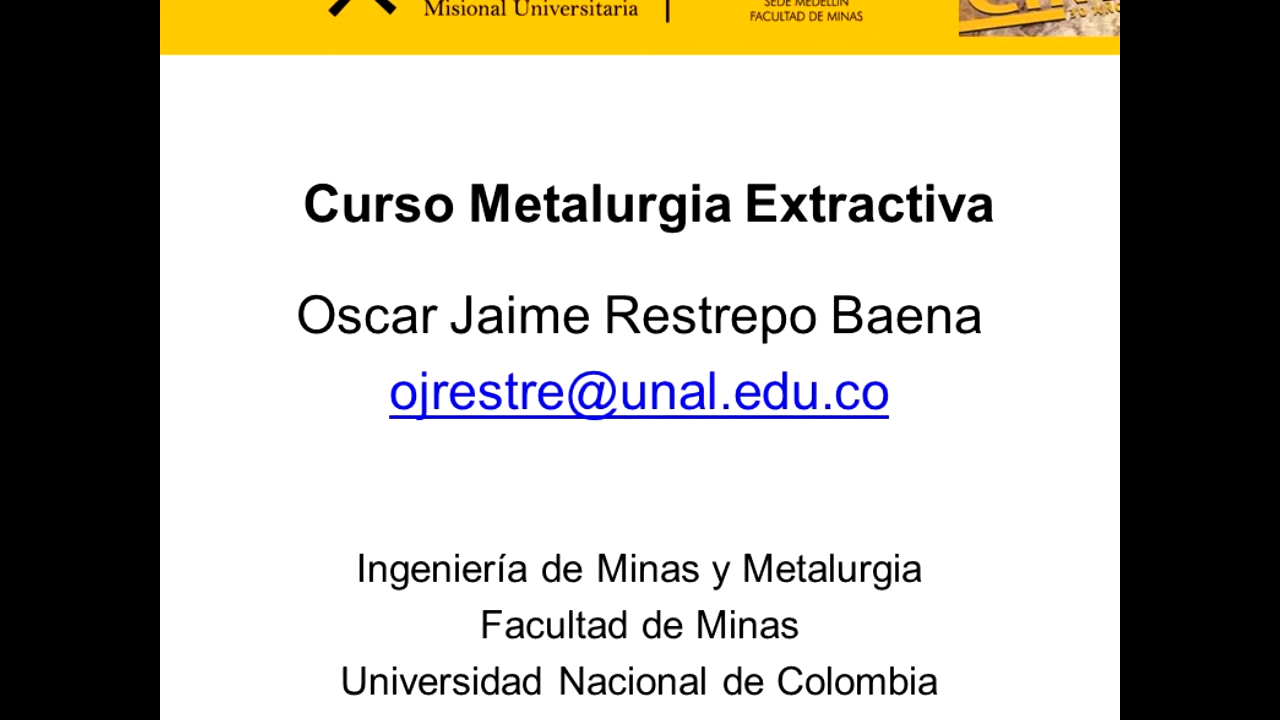 Misional Universitaria
SEDE MEDELLÍN
FACULTAD DE MINAS
Curso Metalurgia Extractiva
Oscar Jaime Restrepo Baena
ojrestre@unal.edu.co
Ingeniería de Minas y Metalurgia
Facultad de Minas
Universidad Nacional de Colombia